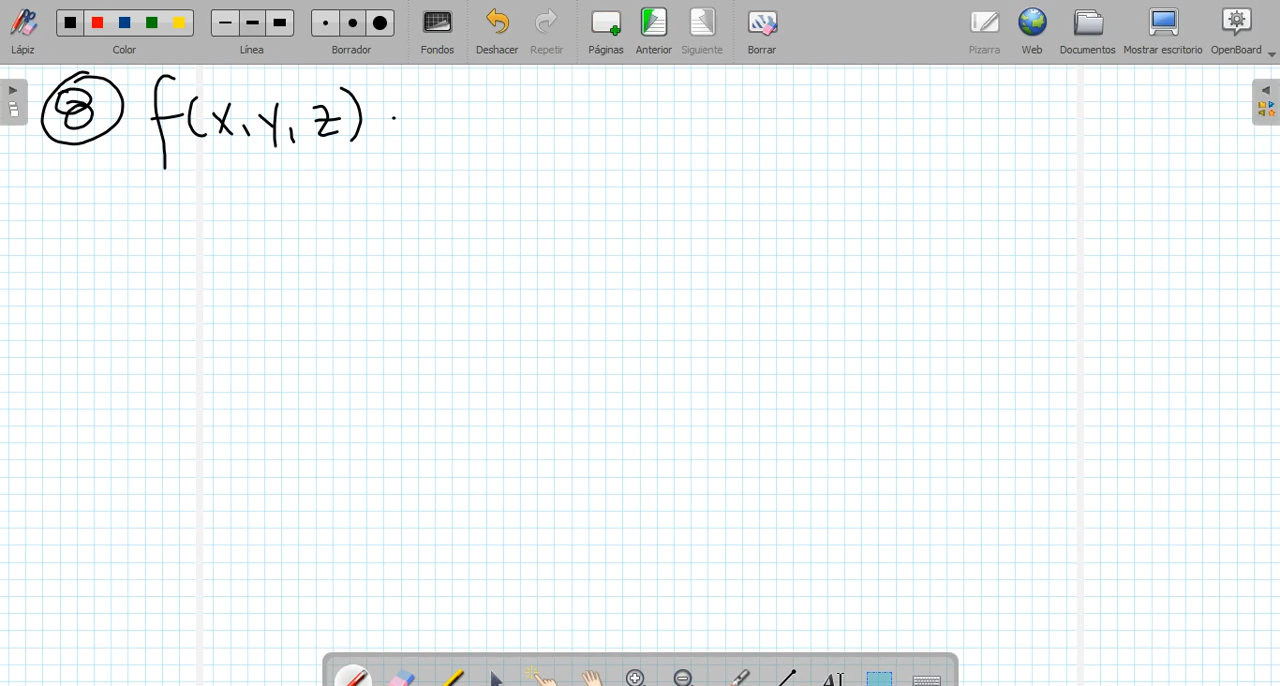 Lápiz Color Línea Borrador Fondos Deshacer Repetir Páginas Anterior Siguiente Borrar Pizarra Web Documentos Mostrar escritorio OpenBoard
⑧ f(x, y, z)